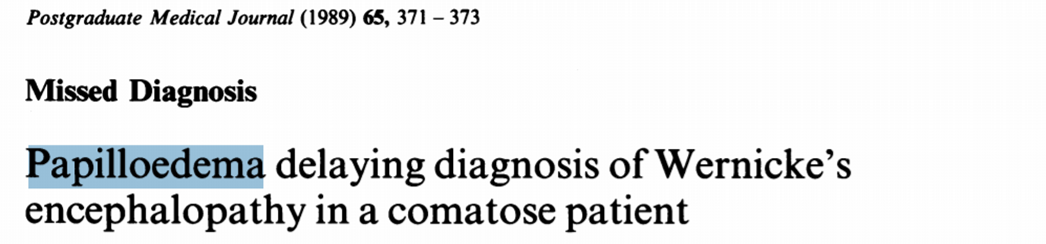 Postgraduate Medical Journal (1989) 65, 371 – 373
Missed Diagnosis
Papilloedema delaying diagnosis of Wernicke's
encephalopathy in a comatose patient